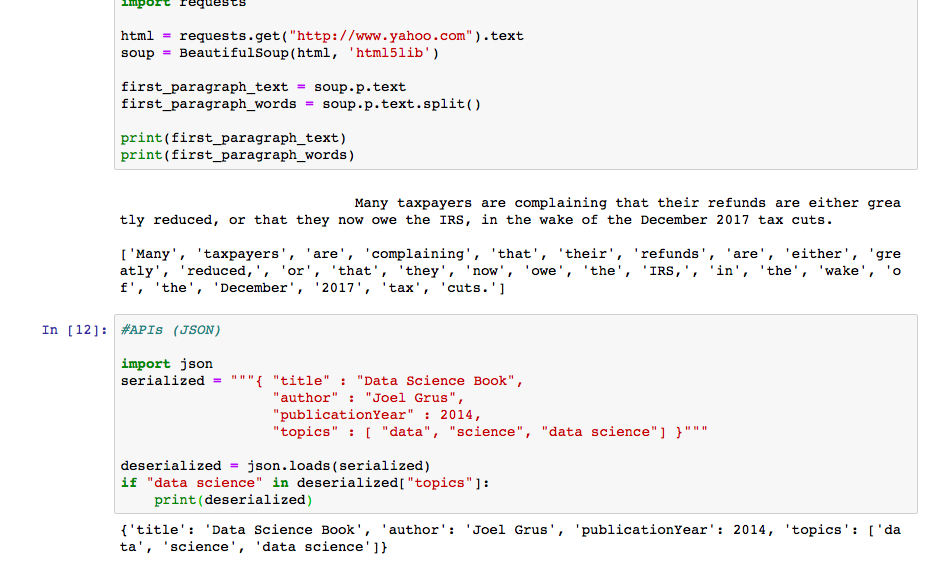 import requests
html = requests.get("http://www.yahoo.com").text
soup = BeautifulSoup(html, 'html5lib')
first_paragraph_text = soup.p.text
first_paragraph_words = soup.p.text.split()
print(first_paragraph_text)
print(first_paragraph_words)
Many taxpayers are complaining that their refunds are either grea
tly reduced, or that they now owe the IRS, in the wake of the December 2017 tax cuts.
['Many', 'taxpayers', 'are', 'complaining', 'that', 'their', 'refunds', 'are', 'either', 'gre
atly', 'reduced,', 'or', 'that', 'they', 'now', 'owe', 'the', 'IRS,', 'in', 'the', 'wake', 'o
f', 'the', 'December', '2017', 'tax', 'cuts.']
In [12]: #APIs (JSON)
import json
serialized = """{ "title" : "Data Science Book",
"author" : "Joel Grus",
"publicationYear" : 2014,
"topics" : [ "data", "science", "data science"] }"""
deserialized = json.loads(serialized)
if "data science" in deserialized["topics"]:
print(deserialized)
{'title': 'Data Science Book', 'author': 'Joel Grus', 'publicationYear': 2014, 'topics': ['da
ta', 'science', 'data science']}